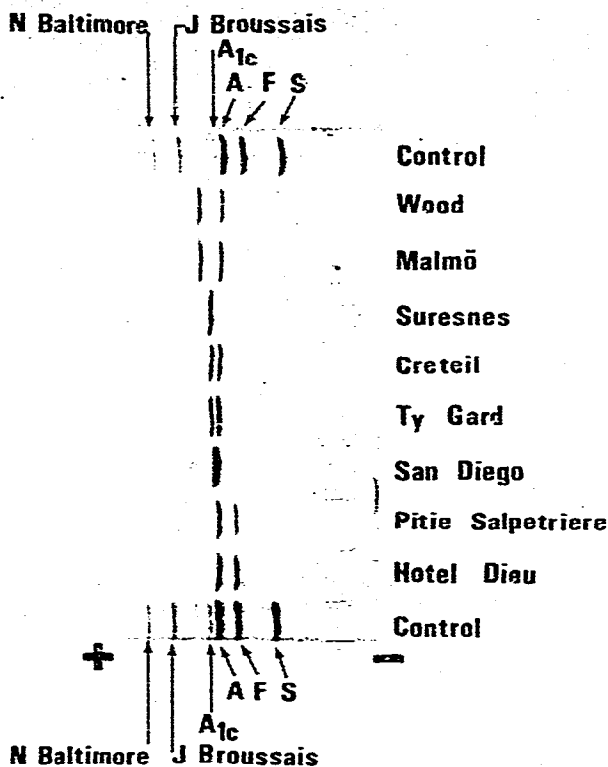 N Baltimore J Broussais
A1c
A F S
Control
Wood
Malmö
Suresnes
Creteil
Ty Gard
San Diego
Pitie Salpetriere
Hotel Dieu
Control
+ −
A F S
A1c
N Baltimore J Broussais